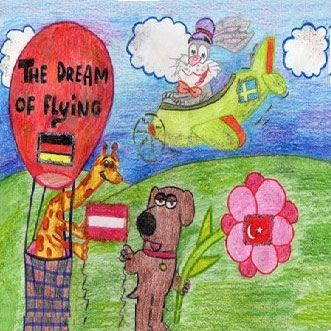 THE DREAM
OF FlYiNG